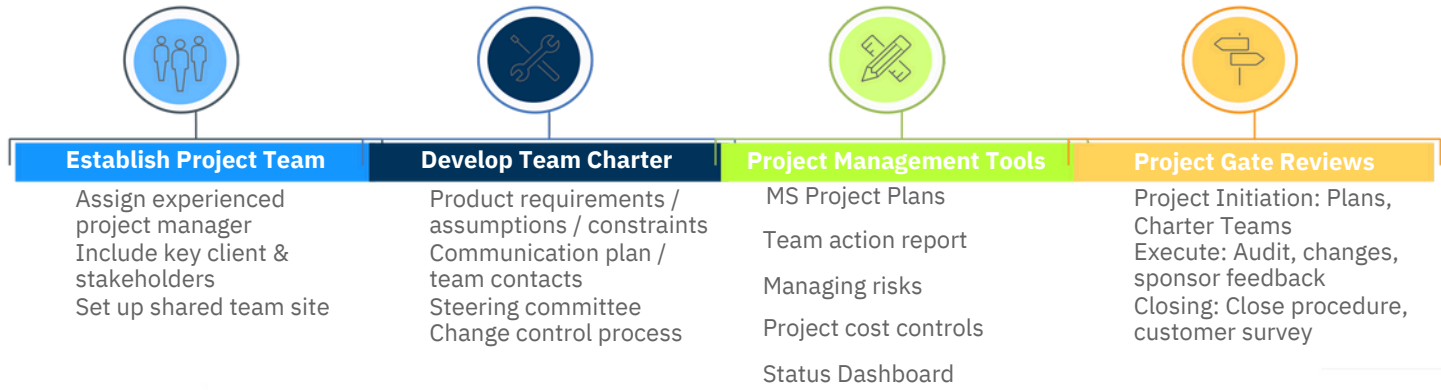 Establish Project Team
Assign experienced
project manager
Include key client &
stakeholders
Set up shared team site
Develop Team Charter
Product requirements /
assumptions / constraints
Communication plan /
team contacts
Steering committee
Change control process
Project Management Tools
MS Project Plans
Team action report
Managing risks
Project cost controls
Status Dashboard
Project Gate Reviews
Project Initiation: Plans,
Charter Teams
Execute: Audit, changes,
sponsor feedback
Closing: Close procedure,
customer survey